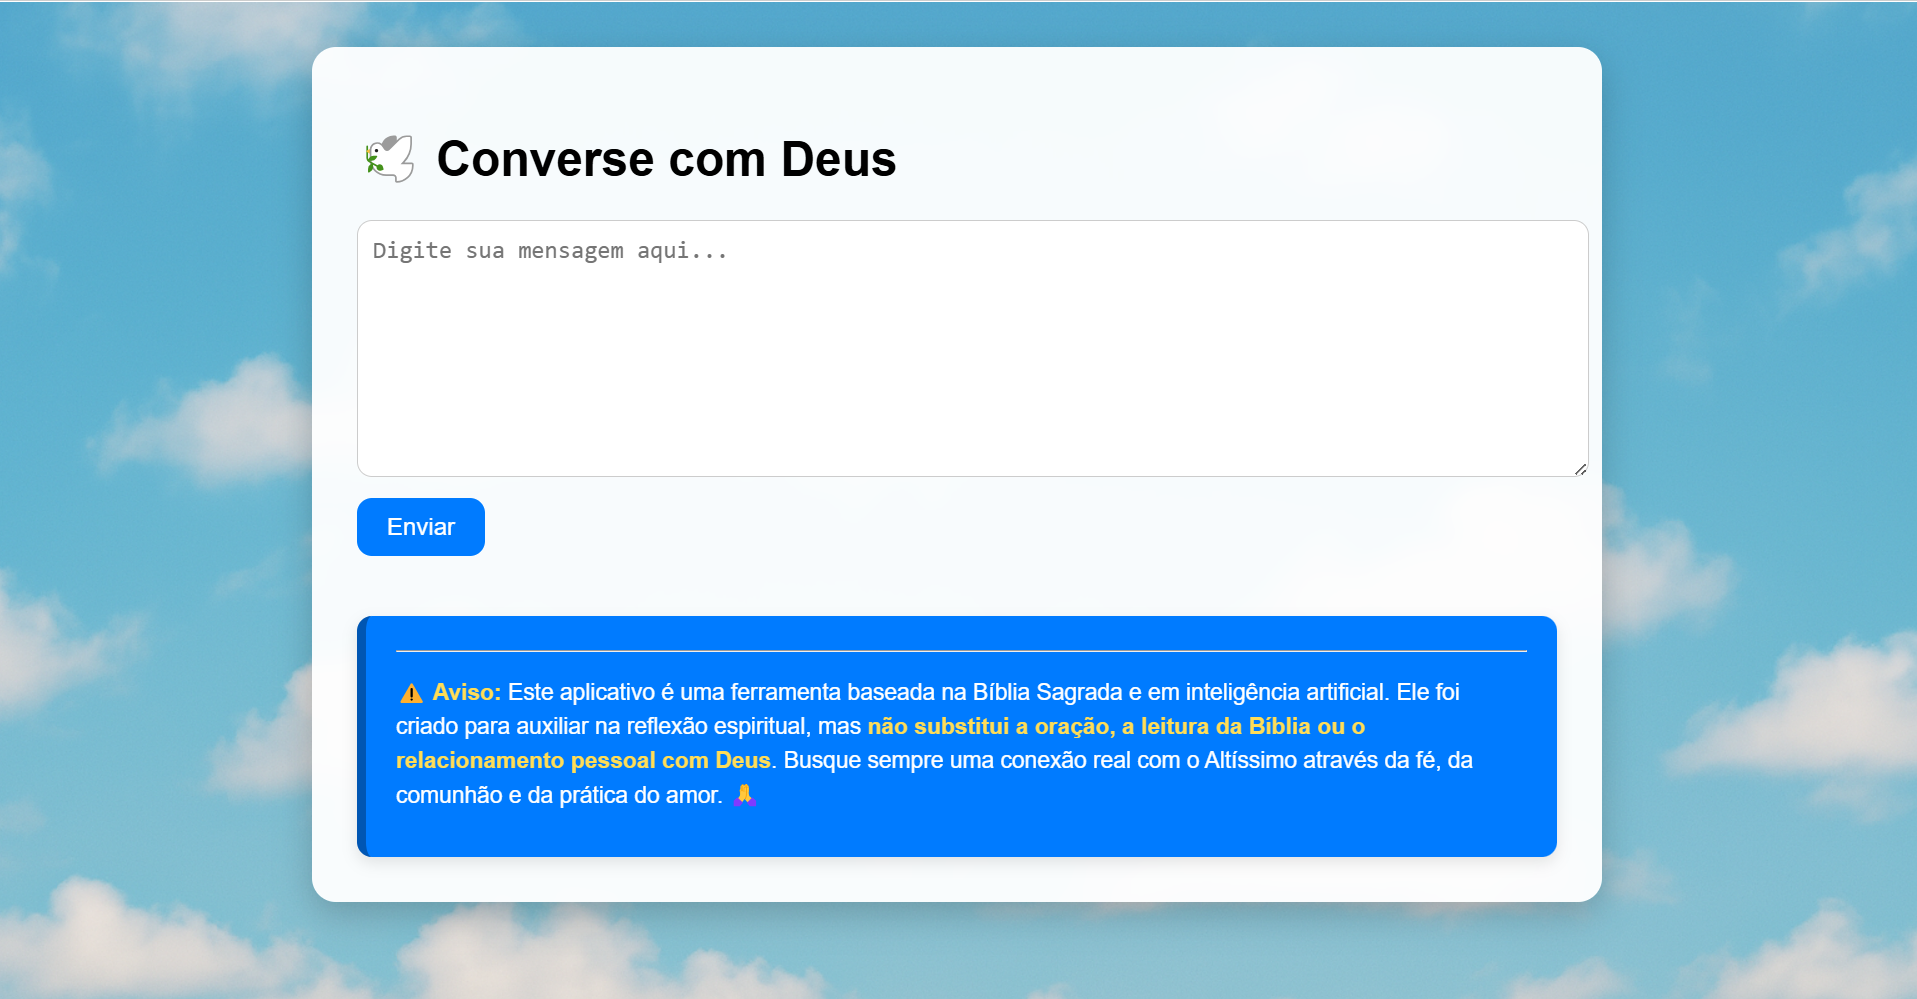 Converse com Deus
Digite sua mensagem aqui...
Enviar
Aviso: Este aplicativo é uma ferramenta baseada na Bíblia Sagrada e em inteligência artificial. Ele foi
criado para auxiliar na reflexão espiritual, mas não substitui a oração, a leitura da Bíblia ou o
relacionamento pessoal com Deus. Busque sempre uma conexão real com o Altíssimo através da fé, da
comunhão e da prática do amor.